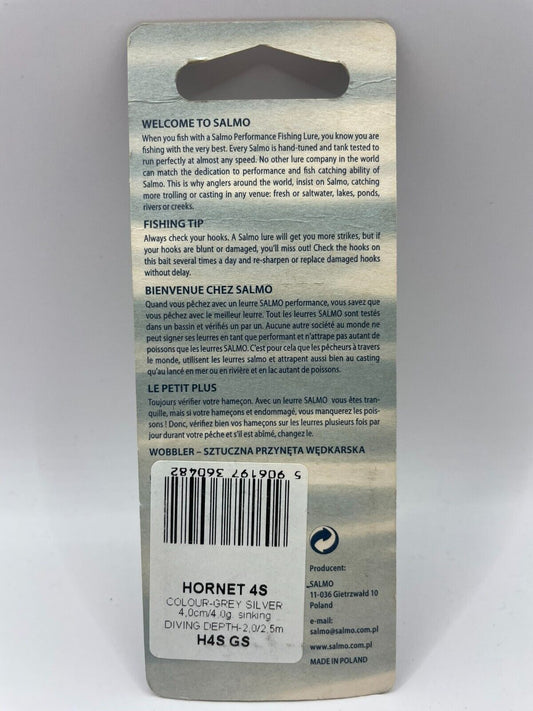 WELCOME TO SALMO
When you fish with a Salmo Performance Fishing Lure, you know you are
fishing with the very best. Every Salmo is hand-tuned and tank tested to
run perfectly at almost any speed. No other lure company in the world
can match the dedication to performance and fish catching ability of
Salmo. This is why anglers around the world, insist on Salmo, catching
more trolling or casting in any venue: fresh or saltwater, lakes, ponds,
rivers or creeks.
FISHING TIP
Always check your hooks. A Salmo lure will get you more strikes, but if
your hooks are blunt or damaged, you'll miss out! Check the hooks on
this bait several times a day and re-sharpen or replace damaged hooks
without delay.
BIENVENUE CHEZ SALMO
Quand vous pêchez avec un leurre SALMO performance, vous savez que
vous pêchez avec le meilleur leurre. Tout les leurres SALMO sont testés
dans un bassin et vérifiés un par un. Aucune autre société au monde ne
peut signer ses leurres en tant que performant et n'attrape pas autant de
poissons que les leurres SALMO. C'est pour cela que les pêcheurs à travers
le monde, utilisent les leurres salmo et attrapent aussi bien au casting
qu'au lancé en mer ou en rivière et en lac autant de poissons.
LE PETIT PLUS
Toujours vérifier votre hameçon. Avec un leurre SALMO vous êtes tran-
quille, mais si votre hameçons et endommagé, vous manquerez les pois-
sons ! Donc, vérifiez bien vos hameçons sur les leurres plusieurs fois par
jour durant votre pêche et s'il est abîmé, changez le.
WOBBLER – SZTUCZNA PRZYNĘTA WĘDKARSKA
5 906197 360482
HORNET 4S
COLOUR-GREY SILVER
4,0cm/4,0g. sinking
DIVING DEPTH-2,0/2,5m
H4S GS
Producent:
SALMO
11-036 Gietrzwałd 10
Poland
e-mail:
salmo@salmo.com.pl
www.salmo.com.pl
MADE IN POLAND